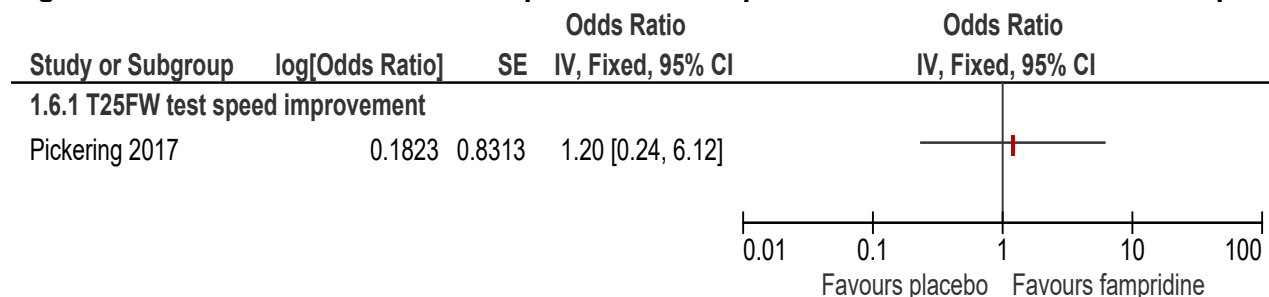 Odds Ratio Odds Ratio
Study or Subgroup log[Odds Ratio] SE IV, Fixed, 95% CI IV, Fixed, 95% CI
1.6.1 T25FW test speed improvement
Pickering 2017 0.1823 0.8313 1.20 [0.24, 6.12]
0.01 0.1 1 10 100
Favours placebo Favours fampridine